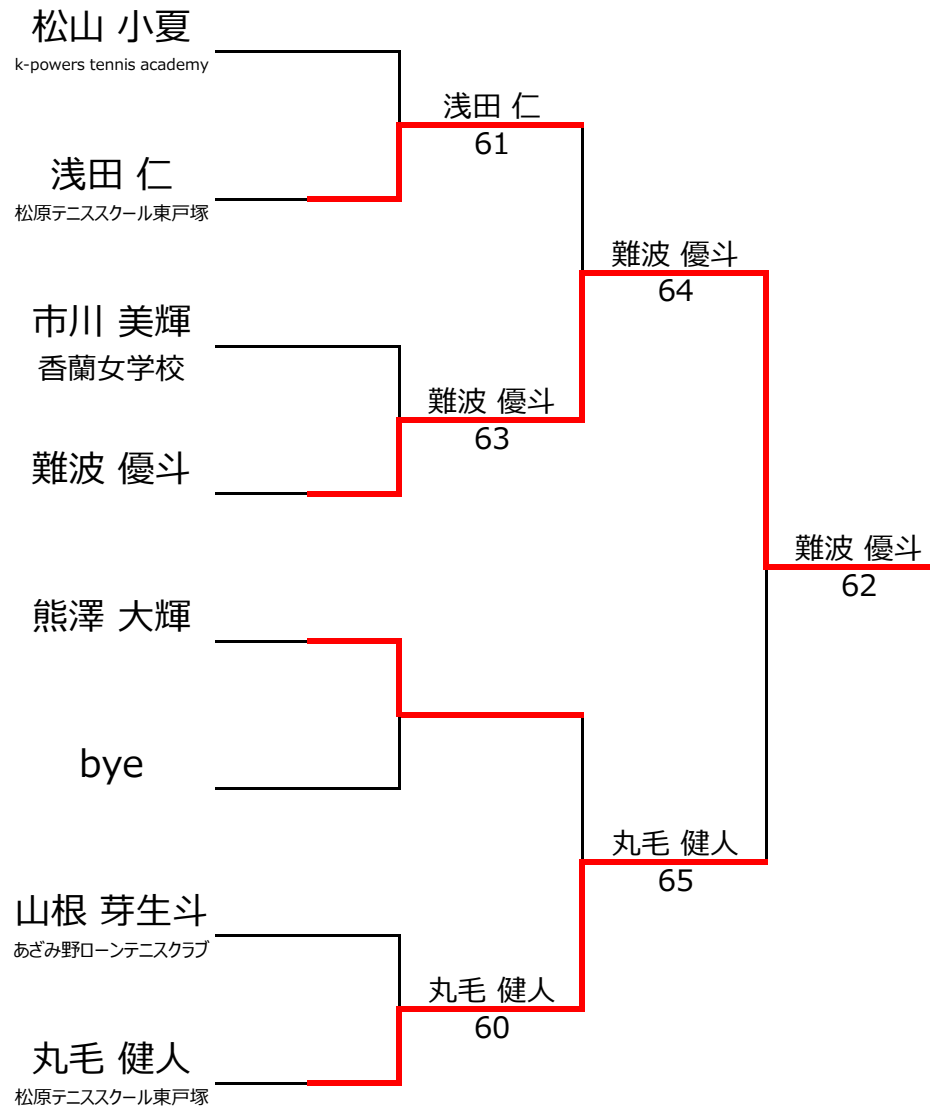 松山 小夏
k-powers tennis academy
浅田 仁
61
浅田 仁
松原テニススクール東戸塚
難波 優斗
64
市川 美輝
香蘭女学校
難波 優斗
63
難波 優斗
難波 優斗
62
熊澤 大輝
bye
丸毛 健人
65
山根 芽生斗
あざみ野ローンテニスクラブ
丸毛 健人
60
丸毛 健人
松原テニススクール東戸塚